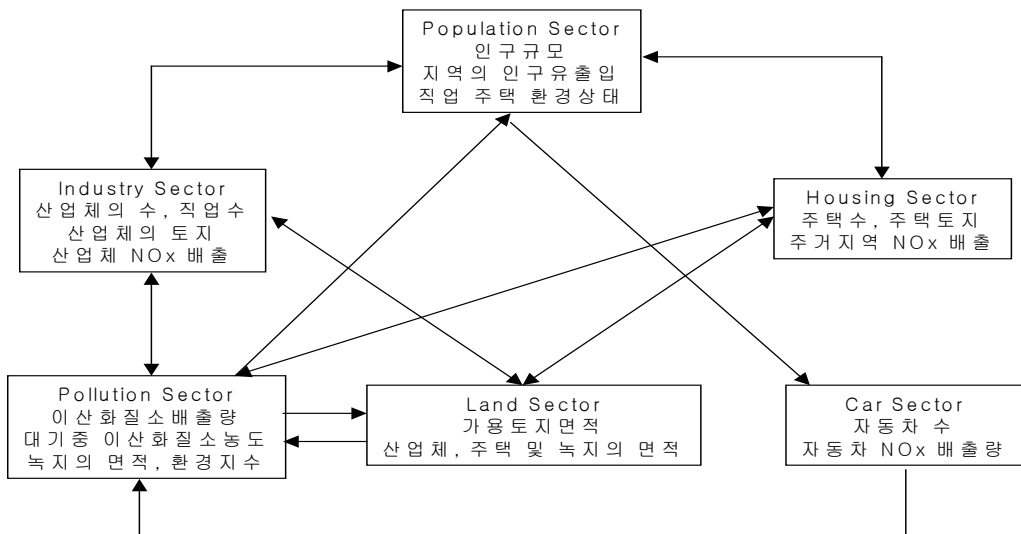 Population Sector
인구규모
지역의 인구유출입
직업 주택 환경상태
Industry Sector
산업체의 수, 직업수
산업체의 토지
산업체 NOx 배출
Housing Sector
주택수, 주택토지
주거지역 NOx 배출
Pollution Sector
이산화질소배출량
대기중 이산화질소농도
녹지의 면적, 환경지수
Land Sector
가용토지면적
산업체, 주택 및 녹지의 면적
Car Sector
자동차 수
자동차 NOx 배출량